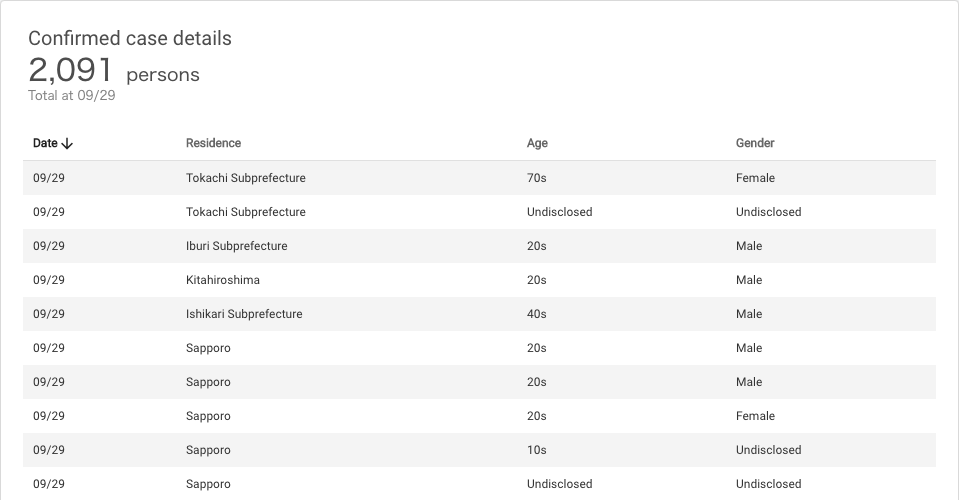 Confirmed case details
2,091 persons
Total at 09/29
Date Residence Age Gender
09/29 Tokachi Subprefecture 70s Female
09/29 Tokachi Subprefecture Undisclosed Undisclosed
09/29 Iburi Subprefecture 20s Male
09/29 Kitahiroshima 20s Male
09/29 Ishikari Subprefecture 40s Male
09/29 Sapporo 20s Male
09/29 Sapporo 20s Male
09/29 Sapporo 20s Female
09/29 Sapporo 10s Undisclosed
09/29 Sapporo Undisclosed Undisclosed